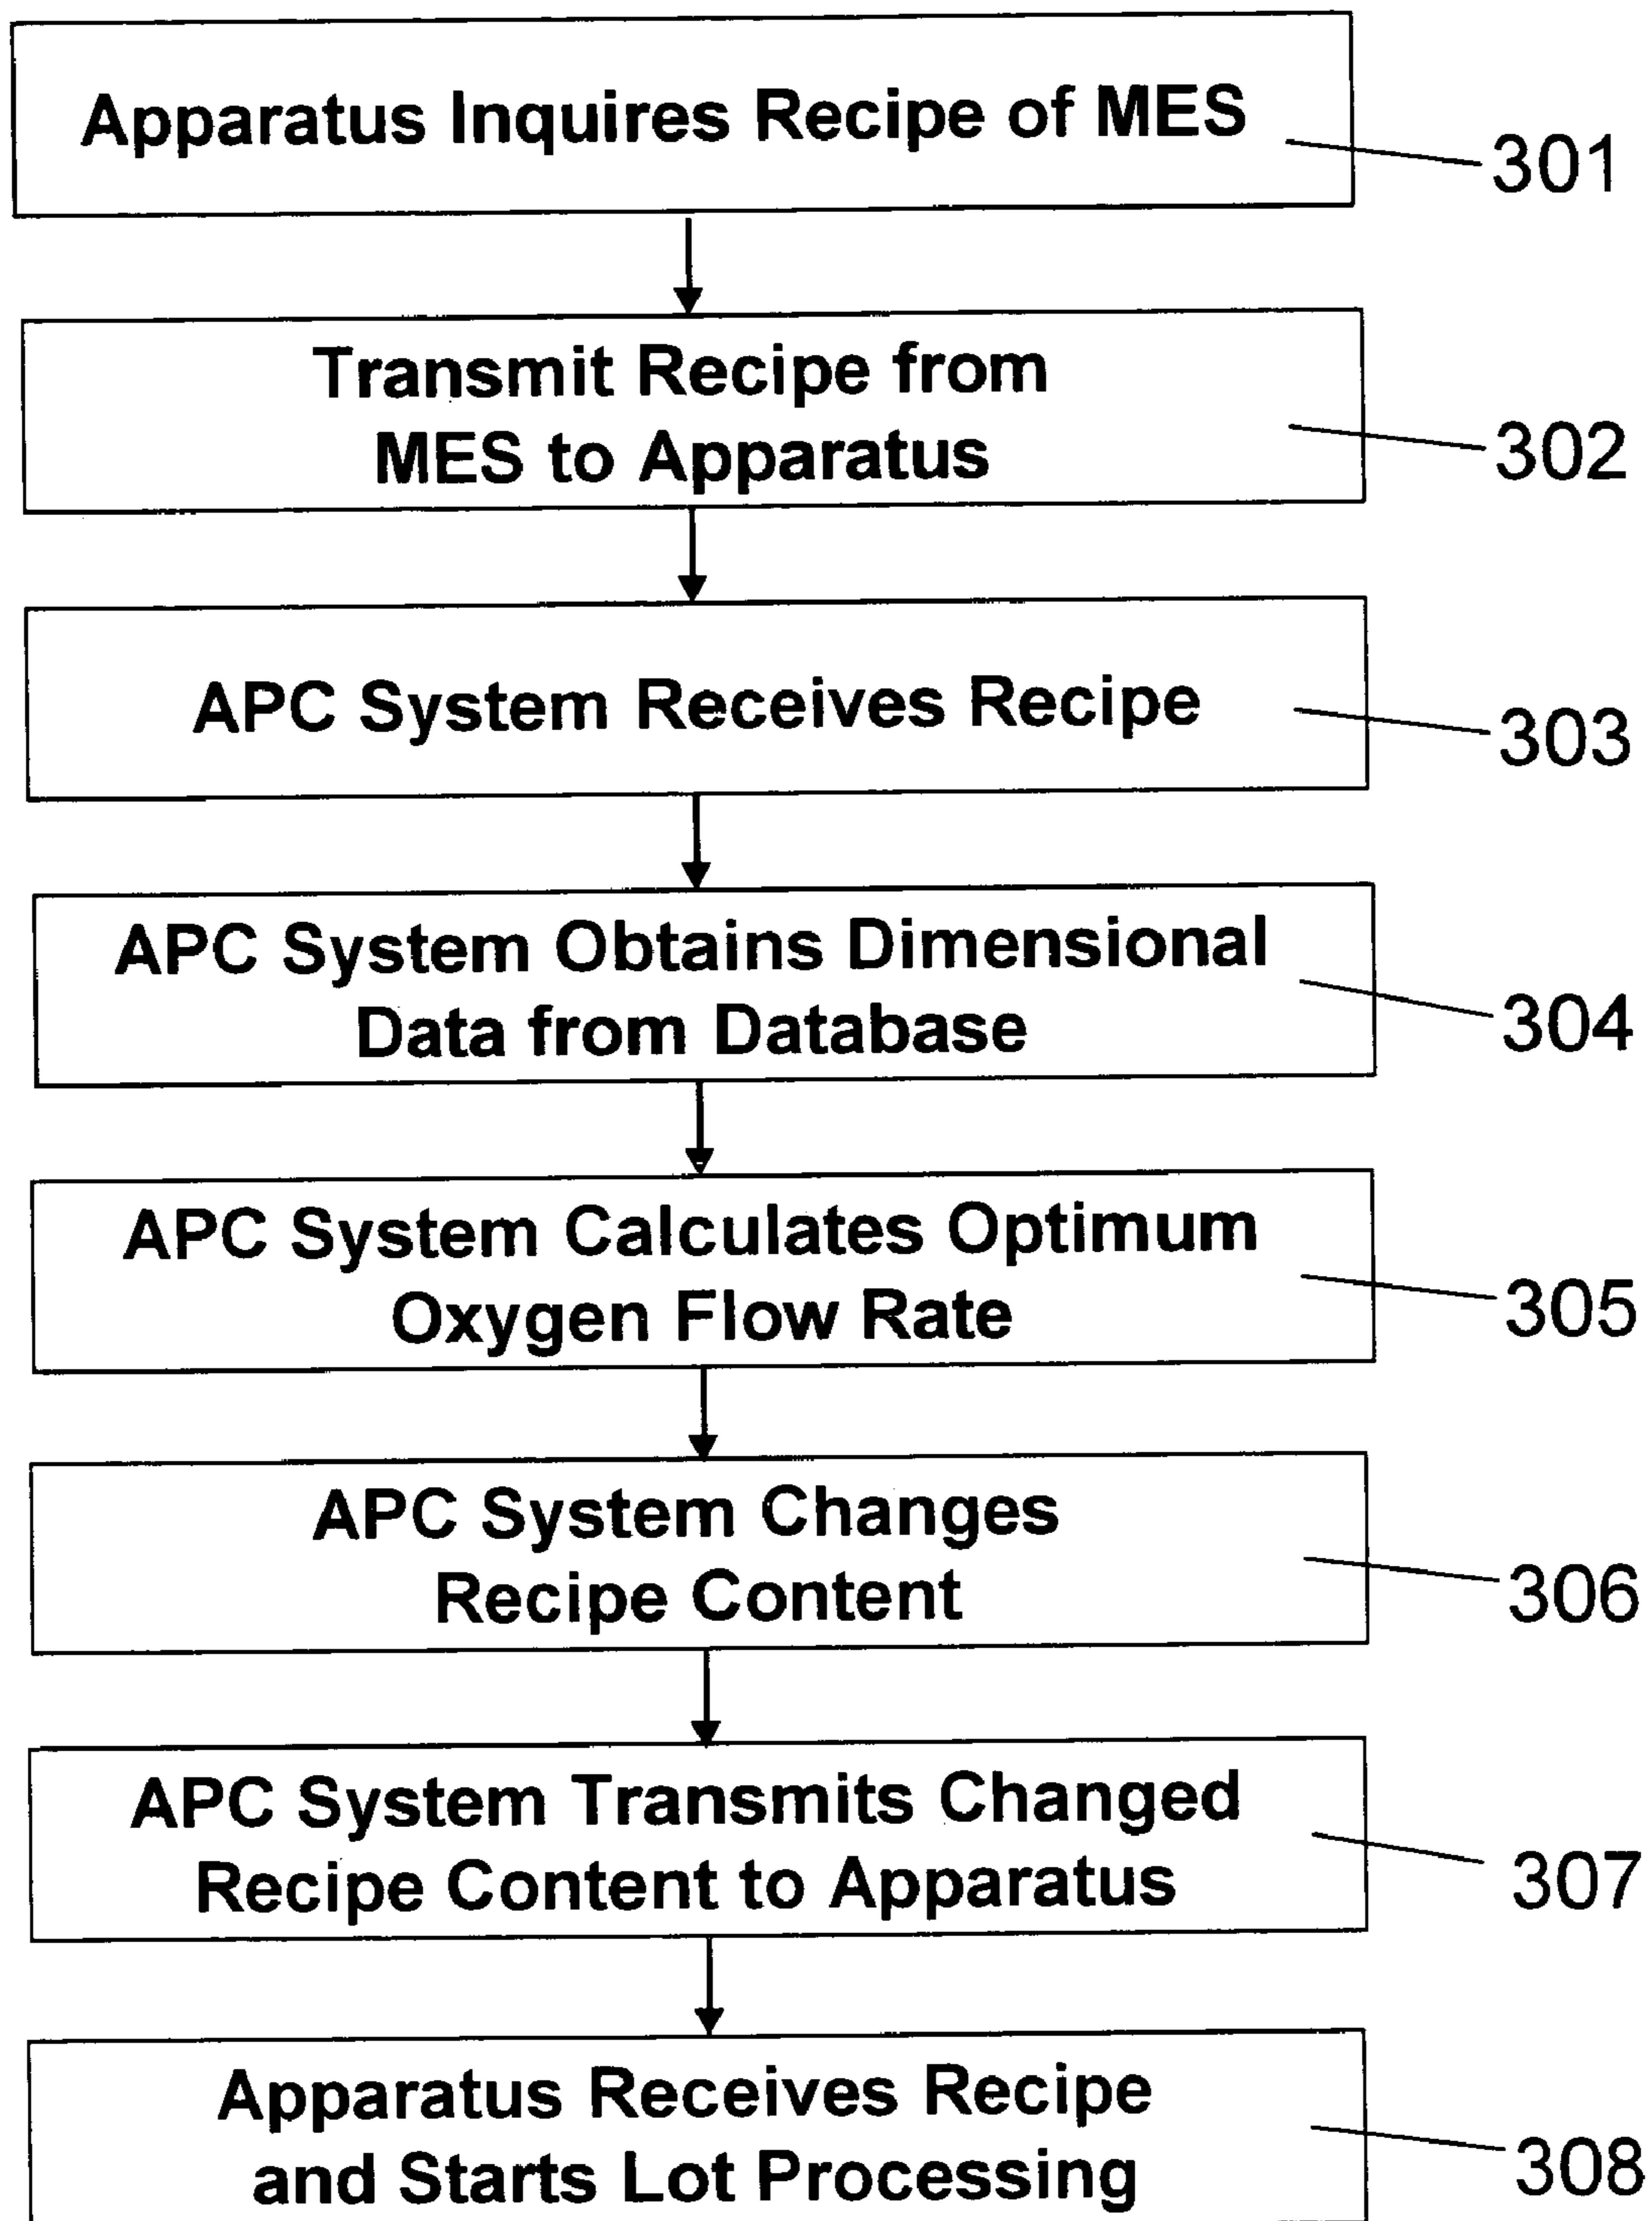 Apparatus Inquires Recipe of MES
301
Transmit Recipe from
MES to Apparatus
302
APC System Receives Recipe
303
APC System Obtains Dimensional
Data from Database
304
APC System Calculates Optimum
Oxygen Flow Rate
305
APC System Changes
Recipe Content
306
APC System Transmits Changed
Recipe Content to Apparatus
307
Apparatus Receives Recipe
and Starts Lot Processing
308